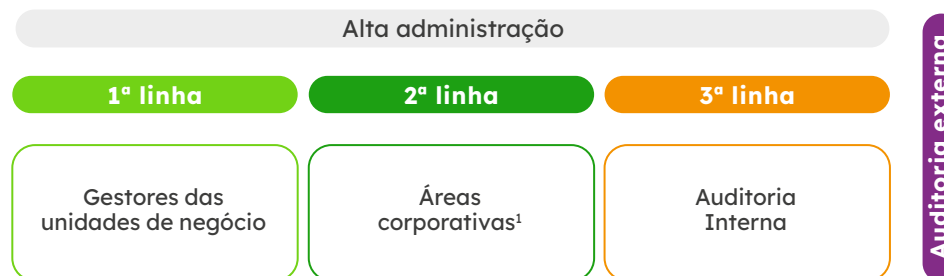 Alta administração
1ª linha
2ª linha
3ª linha
Gestores das
unidades de negócio
Áreas
corporativas¹
Auditoria
Interna
Auditoria externa